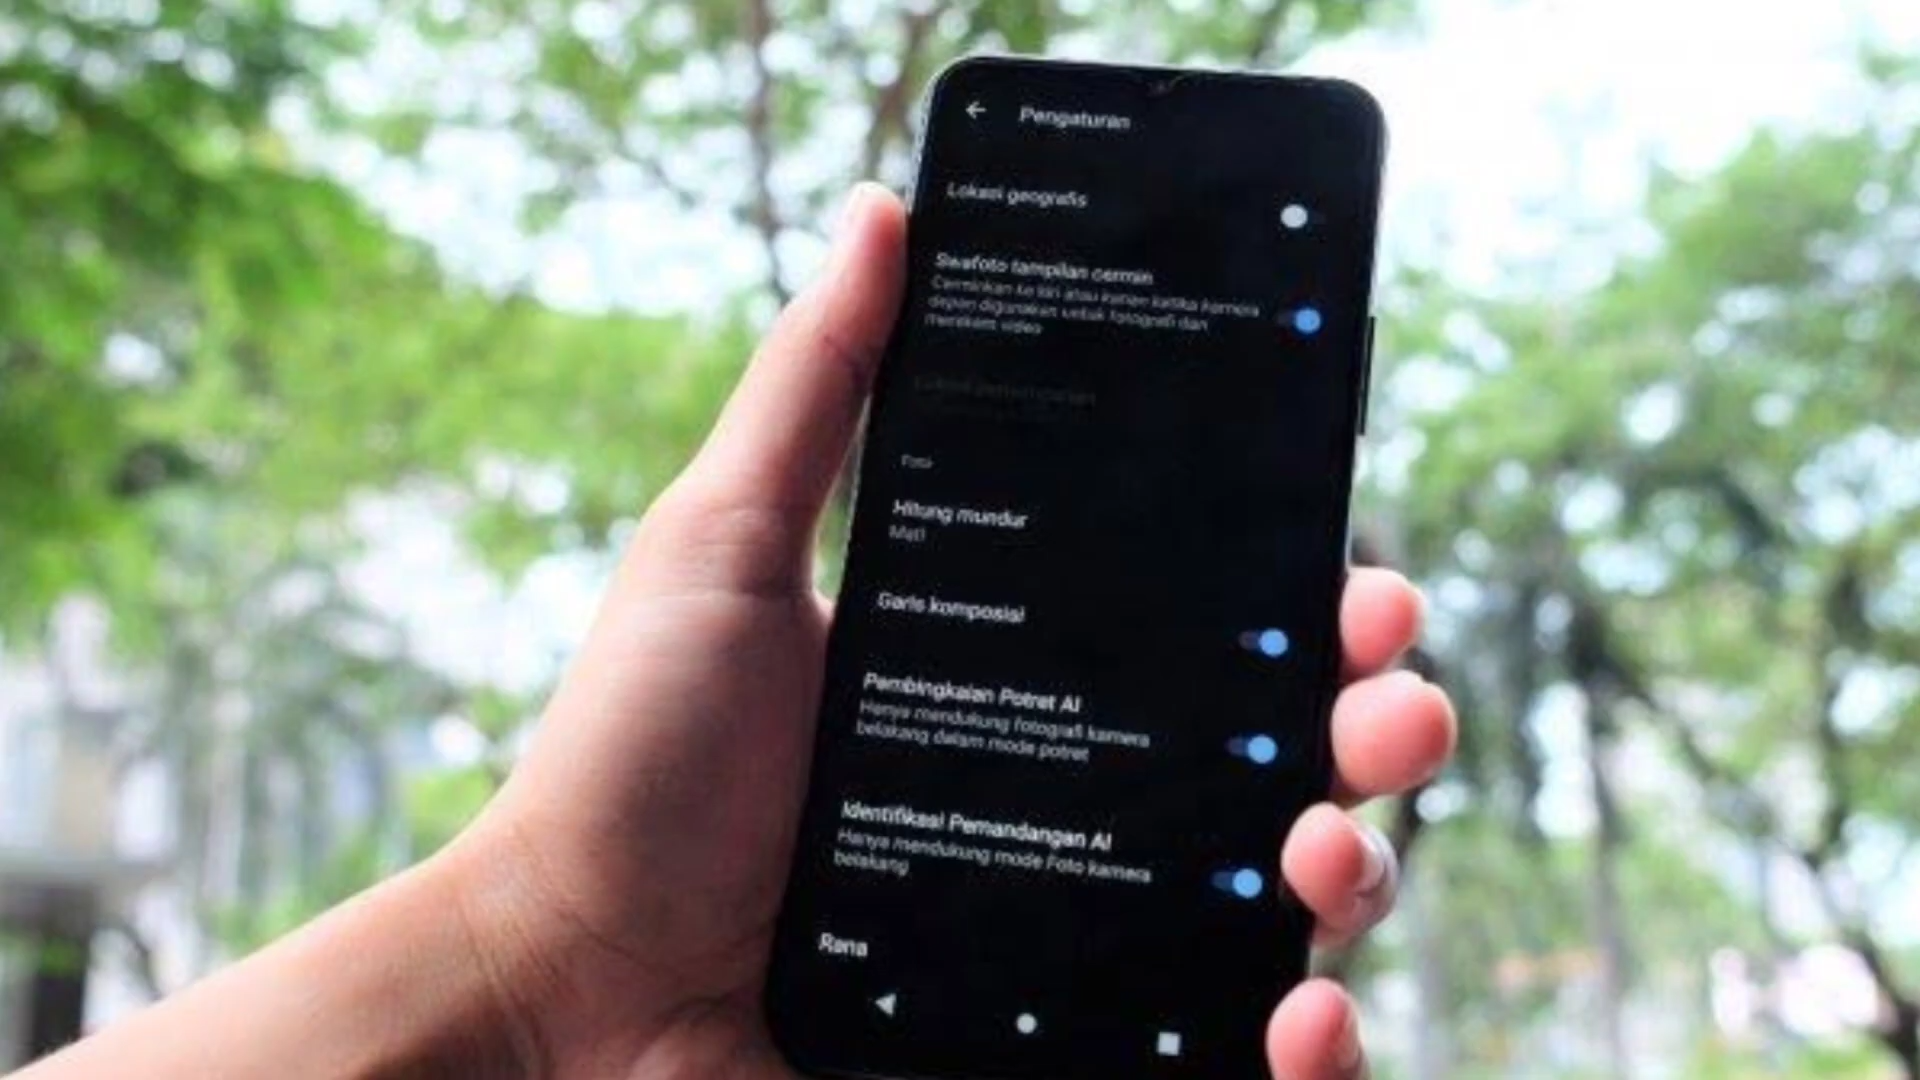 Pengaturan
Lokasi geografis
Swafoto tampilan cermin
Cerminkan ke kiri atau kanan ketika kamera
depan digunakan untuk fotografi dan
merekam video
Foto
Hitung mundur
Mati
Garis komposisi
Pembingkaian Potret AI
Hanya mendukung fotografi kamera
belakang dalam mode potret
Identifikasi Pemandangan AI
Hanya mendukung mode Foto kamera
belakang
Rana